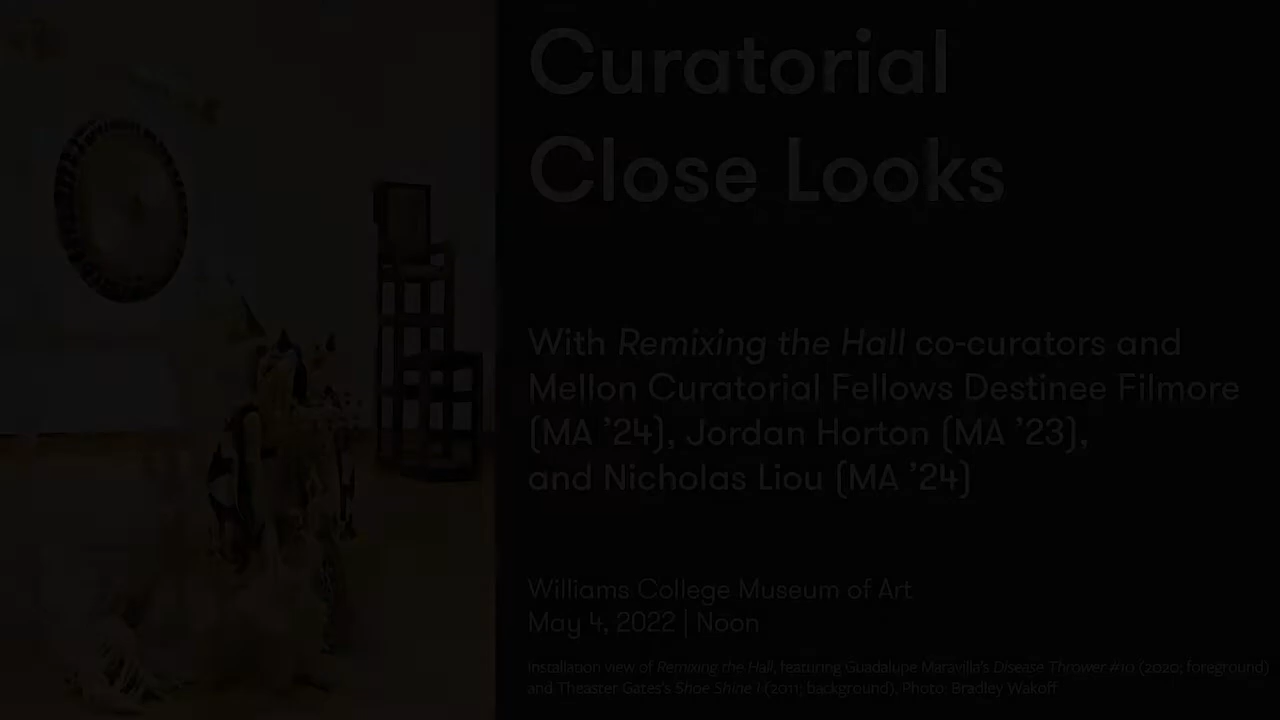 Curatorial
Close Looks
With Remixing the Hall co-curators and
Mellon Curatorial Fellows Destinee Filmore
(MA ’24), Jordan Horton (MA ’23),
and Nicholas Liou (MA ’24)
Williams College Museum of Art
May 4, 2022 | Noon
Installation view of Remixing the Hall, featuring Guadalupe Maravilla’s Disease Thrower #10 (2020; foreground)
and Theaster Gates’s Shoe Shine 1 (2011; background). Photo: Bradley Wakoff